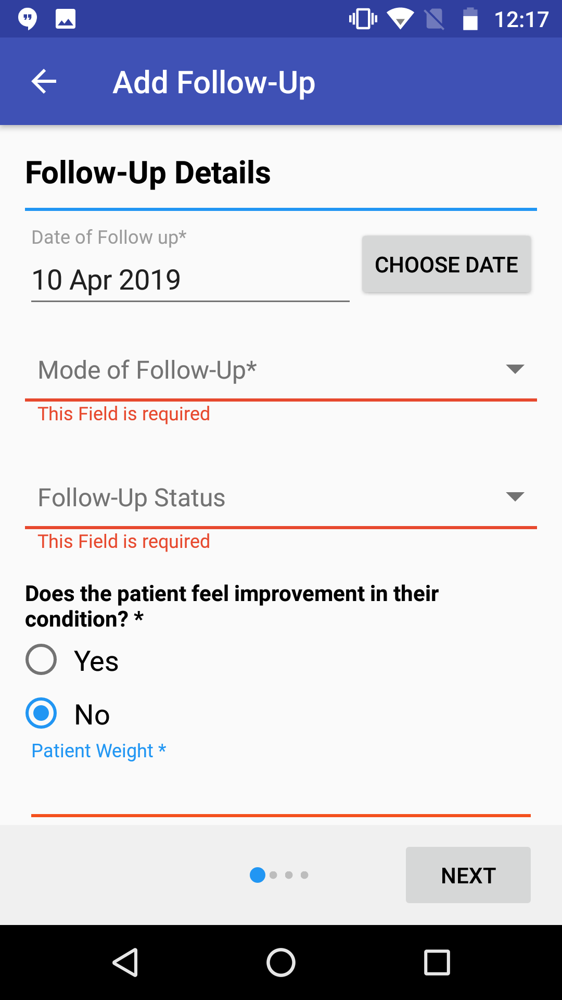 12:17
Add Follow-Up
Follow-Up Details
Date of Follow up*
10 Apr 2019
CHOOSE DATE
Mode of Follow-Up*
This Field is required
Follow-Up Status
This Field is required
Does the patient feel improvement in their
condition? *
Yes
No
Patient Weight *
NEXT